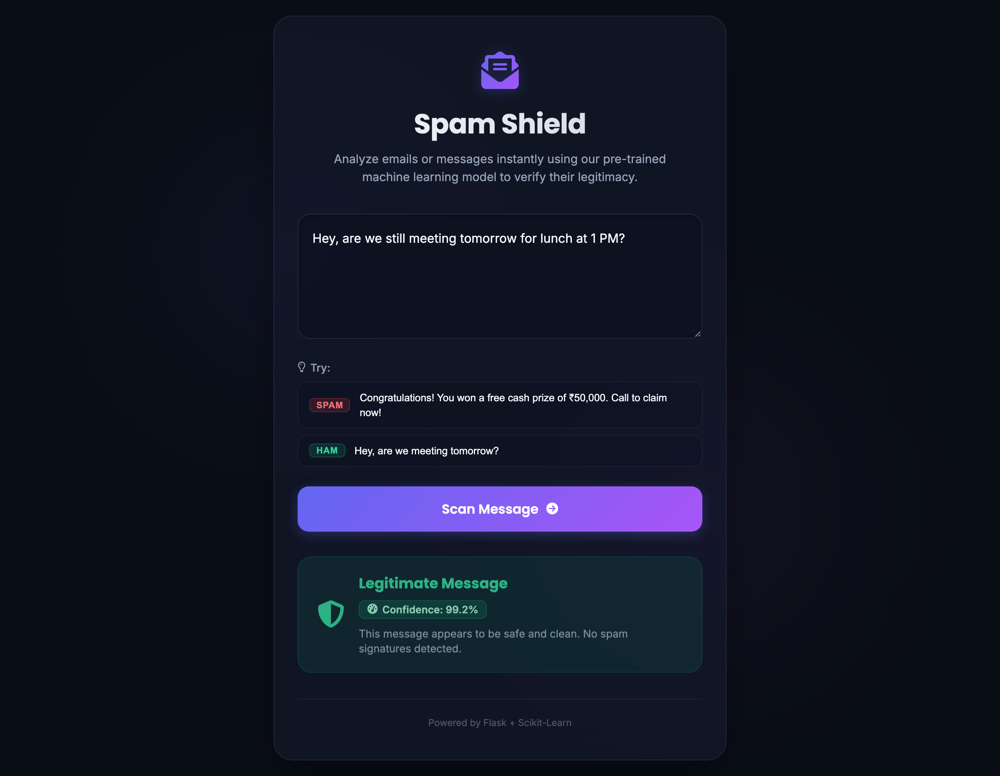 Spam Shield
Analyze emails or messages instantly using our pre-trained
machine learning model to verify their legitimacy.
Hey, are we still meeting tomorrow for lunch at 1 PM?
Try:
SPAM Congratulations! You won a free cash prize of ₹50,000. Call to claim
now!
HAM Hey, are we meeting tomorrow?
Scan Message
Legitimate Message
Confidence: 99.2%
This message appears to be safe and clean. No spam
signatures detected.
Powered by Flask + Scikit-Learn